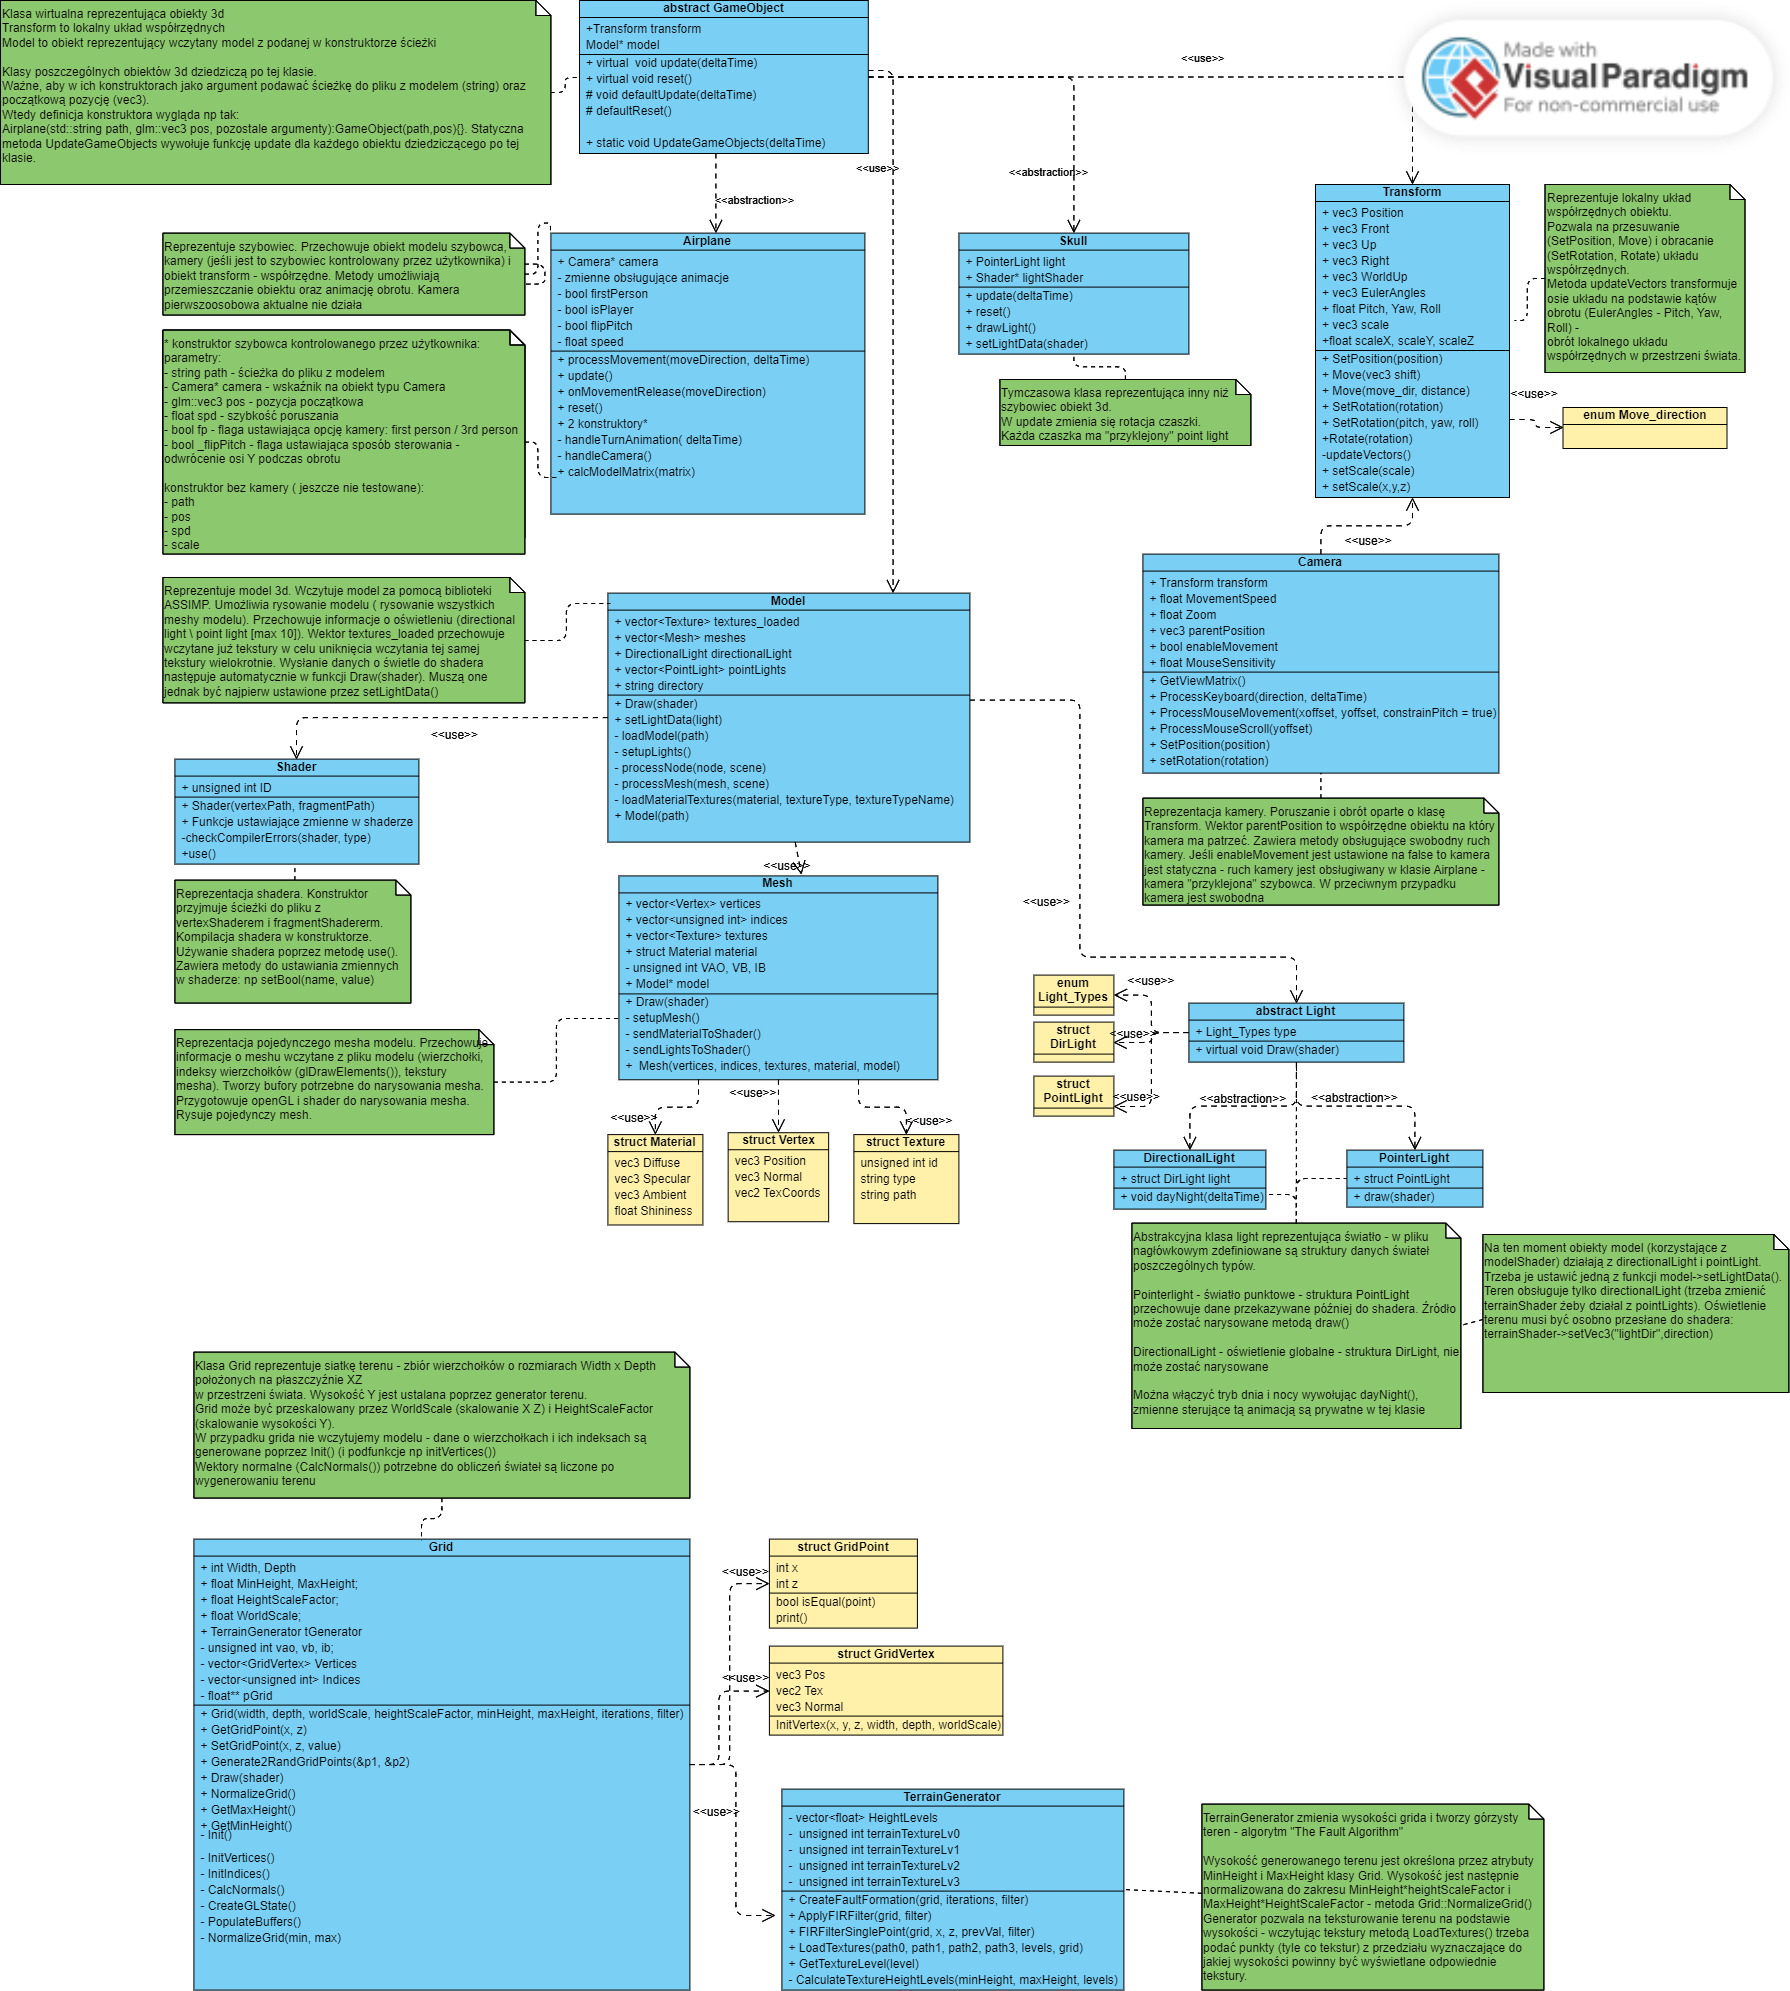 Klasa wirtualna reprezentująca obiekty 3d
Transform to lokalny układ współrzędnych
Model to obiekt reprezentujący wczytany model z podanej w konstruktorze ścieżki
Klasy poszczególnych obiektów 3d dziedziczą po tej klasie.
Ważne, aby w ich konstruktorach jako argument podawać ścieżkę do pliku z modelem (string) oraz
początkową pozycję (vec3).
Wtedy definicja konstruktora wygląda np tak:
Airplane(std::string path, glm::vec3 pos, pozostale argumenty):GameObject(path,pos){}. Statyczna
metoda UpdateGameObjects wywołuje funkcję update dla każdego obiektu dziedziczącego po tej
klasie.
abstract GameObject
+Transform transform
Model* model
+ virtual  void update(deltaTime)
+ virtual void reset()
# void defaultUpdate(deltaTime)
# defaultReset()
+ static void UpdateGameObjects(deltaTime)
<<use>>
Made with
Visual Paradigm
For non-commercial use
<<use>>
<<abstraction>>
<<abstraction>>
Reprezentuje szybowiec. Przechowuje obiekt modelu szybowca,
kamery (jeśli jest to szybowiec kontrolowany przez użytkownika) i
obiekt transform - współrzędne. Metody umożliwiają
przemieszczanie obiektu oraz animację obrotu. Kamera
pierwszoosobowa aktualne nie działa
* konstruktor szybowca kontrolowanego przez użytkownika:
parametry:
- string path - ścieżka do pliku z modelem
- Camera* camera - wskaźnik na obiekt typu Camera
- glm::vec3 pos - pozycja początkowa
- float spd - szybkość poruszania
- bool fp - flaga ustawiająca opcję kamery: first person / 3rd person
- bool _flipPitch - flaga ustawiająca sposób sterowania -
odwrócenie osi Y podczas obrotu
konstruktor bez kamery ( jeszcze nie testowane):
- path
- pos
- spd
- scale
Airplane
+ Camera* camera
- zmienne obsługujące animacje
- bool firstPerson
- bool isPlayer
- bool flipPitch
- float speed
+ processMovement(moveDirection, deltaTime)
+ update()
+ onMovementRelease(moveDirection)
+ reset()
+ 2 konstruktory*
- handleTurnAnimation( deltaTime)
- handleCamera()
+ calcModelMatrix(matrix)
Skull
+ PointerLight light
+ Shader* lightShader
+ update(deltaTime)
+ reset()
+ drawLight()
+ setLightData(shader)
Tymczasowa klasa reprezentująca inny niż
szybowiec obiekt 3d.
W update zmienia się rotacja czaszki.
Każda czaszka ma "przyklejony" point light
Transform
+ vec3 Position
+ vec3 Front
+ vec3 Up
+ vec3 Right
+ vec3 WorldUp
+ vec3 EulerAngles
+ float Pitch, Yaw, Roll
+ vec3 scale
+float scaleX, scaleY, scaleZ
+ SetPosition(position)
+ Move(vec3 shift)
+ Move(move_dir, distance)
+ SetRotation(rotation)
+ SetRotation(pitch, yaw, roll)
+Rotate(rotation)
-updateVectors()
+ setScale(scale)
+ setScale(x,y,z)
Reprezentuje lokalny układ
współrzędnych obiektu.
Pozwala na przesuwanie
(SetPosition, Move) i obracanie
(SetRotation, Rotate) układu
współrzędnych.
Metoda updateVectors transformuje
osie układu na podstawie kątów
obrotu (EulerAngles - Pitch, Yaw,
Roll) -
obrót lokalnego układu
współrzędnych w przestrzeni świata.
<<use>>
enum Move_direction
<<use>>
Camera
+ Transform transform
+ float MovementSpeed
+ float Zoom
+ vec3 parentPosition
+ bool enableMovement
+ float MouseSensitivity
+ GetViewMatrix()
+ ProcessKeyboard(direction, deltaTime)
+ ProcessMouseMovement(xoffset, yoffset, constrainPitch = true)
+ ProcessMouseScroll(yoffset)
+ SetPosition(position)
+ setRotation(rotation)
Reprezentacja kamery. Poruszanie i obrót oparte o klasę
Transform. Wektor parentPosition to współrzędne obiektu na który
kamera ma patrzeć. Zawiera metody obsługujące swobodny ruch
kamery. Jeśli enableMovement jest ustawione na false to kamera
jest statyczna - ruch kamery jest obsługiwany w klasie Airplane -
kamera "przyklejona" szybowca. W przeciwnym przypadku
kamera jest swobodna
Reprezentuje model 3d. Wczytuje model za pomocą biblioteki
ASSIMP. Umożliwia rysowanie modelu ( rysowanie wszystkich
meshy modelu). Przechowuje informacje o oświetleniu (directional
light \ point light [max 10]). Wektor textures_loaded przechowuje
wczytane już tekstury w celu uniknięcia wczytania tej samej
tekstury wielokrotnie. Wysłanie danych o świetle do shadera
następuje automatycznie w funkcji Draw(shader). Muszą one
jednak być najpierw ustawione przez setLightData()
Model
+ vector<Texture> textures_loaded
+ vector<Mesh> meshes
+ DirectionalLight directionalLight
+ vector<PointLight> pointLights
+ string directory
+ Draw(shader)
+ setLightData(light)
- loadModel(path)
- setupLights()
- processNode(node, scene)
- processMesh(mesh, scene)
- loadMaterialTextures(material, textureType, textureTypeName)
+ Model(path)
<<use>>
Shader
+ unsigned int ID
+ Shader(vertexPath, fragmentPath)
+ Funkcje ustawiające zmienne w shaderze
-checkCompilerErrors(shader, type)
+use()
Reprezentacja shadera. Konstruktor
przyjmuje ścieżki do pliku z
vertexShaderem i fragmentShadererm.
Kompilacja shadera w konstruktorze.
Używanie shadera poprzez metodę use().
Zawiera metody do ustawiania zmiennych
w shaderze: np setBool(name, value)
<<use>>
Mesh
+ vector<Vertex> vertices
+ vector<unsigned int> indices
+ vector<Texture> textures
+ struct Material material
- unsigned int VAO, VB, IB
+ Model* model
+ Draw(shader)
- setupMesh()
- sendMaterialToShader()
- sendLightsToShader()
+  Mesh(vertices, indices, textures, material, model)
Reprezentacja pojedynczego mesha modelu. Przechowuje
informacje o meshu wczytane z pliku modelu (wierzchołki,
indeksy wierzchołków (glDrawElements()), tekstury
mesha). Tworzy bufory potrzebne do narysowania mesha.
Przygotowuje openGL i shader do narysowania mesha.
Rysuje pojedynczy mesh.
<<use>>
<<use>>
<<use>>
struct Material
vec3 Diffuse
vec3 Specular
vec3 Ambient
float Shininess
struct Vertex
vec3 Position
vec3 Normal
vec2 TexCoords
struct Texture
unsigned int id
string type
string path
<<use>>
enum
Light_Types
<<use>>
struct
DirLight
<<use>>
struct
PointLight
<<use>>
abstract Light
+ Light_Types type
+ virtual void Draw(shader)
<<abstraction>>
<<abstraction>>
DirectionalLight
+ struct DirLight light
+ void dayNight(deltaTime)
PointerLight
+ struct PointLight
+ draw(shader)
Abstrakcyjna klasa light reprezentująca światło - w pliku
nagłówkowym zdefiniowane są struktury danych świateł
poszczególnych typów.
Pointerlight - światło punktowe - struktura PointLight
przechowuje dane przekazywane później do shadera. Źródło
może zostać narysowe metodą draw()
DirectionalLight - oświetlenie globalne - struktura DirLight, nie
może zostać narysowane
Można włączyć tryb dnia i nocy wywołując dayNight(),
zmienne sterujące tą animacją są prywatne w tej klasie
Na ten moment obiekty model (korzystające z
modelShader) działają z directionalLight i pointLight.
Trzeba je ustawić jedną z funkcji model->setLightData().
Teren obsługuje tylko directionalLight (trzeba zmienić
terrainShader żeby działal z pointLights). Oświetlenie
terenu musi być osobno przesłane do shadera:
terrainShader->setVec3("lightDir",direction)
Klasa Grid reprezentuje siatkę terenu - zbiór wierzchołków o rozmiarach Width x Depth
położonych na płaszczyźnie XZ
w przestrzeni świata. Wysokość Y jest ustalana poprzez generator terenu.
Grid może być przeskalowany przez WorldScale (skalowanie X Z) i HeightScaleFactor
(skalowanie wysokości Y).
W przypadku grida nie wczytujemy modelu - dane o wierzchołkach i ich indeksach są
generowane poprzez Init() (i podfunkcje np initVertices())
Wektory normalne (CalcNormals()) potrzebne do obliczeń świateł są liczone po
wygenerowaniu terenu
Grid
+ int Width, Depth
+ float MinHeight, MaxHeight;
+ float HeightScaleFactor;
+ float WorldScale;
+ TerrainGenerator tGenerator
- unsigned int vao, vb, ib;
- vector<GridVertex> Vertices
- vector<unsigned int> Indices
- float** pGrid
+ Grid(width, depth, worldScale, heightScaleFactor, minHeight, maxHeight, iterations, filter)
+ GetGridPoint(x, z)
+ SetGridPoint(x, z, value)
+ Generate2RandGridPoints(&p1, &p2)
+ Draw(shader)
+ NormalizeGrid()
+ GetMaxHeight()
+ GetMinHeight()
- Init()
- InitVertices()
- InitIndices()
- CalcNormals()
- CreateGLState()
- PopulateBuffers()
- NormalizeGrid(min, max)
<<use>>
struct GridPoint
int x
int z
bool isEqual(point)
print()
<<use>>
struct GridVertex
vec3 Pos
vec2 Tex
vec3 Normal
InitVertex(x, y, z, width, depth, worldScale)
<<use>>
TerrainGenerator
- vector<float> HeightLevels
-  unsigned int terrainTextureLv0
-  unsigned int terrainTextureLv1
-  unsigned int terrainTextureLv2
-  unsigned int terrainTextureLv3
+ CreateFaultFormation(grid, iterations, filter)
+ ApplyFIRFilter(grid, filter)
+ FIRFilterSinglePoint(grid, x, z, prevVal, filter)
+ LoadTextures(path0, path1, path2, path3, levels, grid)
+ GetTextureLevel(level)
- CalculateTextureHeightLevels(minHeight, maxHeight, levels)
TerrainGenerator zmienia wysokości grida i tworzy górzysty
teren - algorytm "The Fault Algorithm"
Wysokość generowanego terenu jest określona przez atrybuty
MinHeight i MaxHeight klasy Grid. Wysokość jest następnie
normalizowana do zakresu MinHeight*heightScaleFactor i
MaxHeight*HeightScaleFactor - metoda Grid::NormalizeGrid()
Generator pozwala na teksturowanie terenu na podstawie
wysokości - wczytując tekstury metodą LoadTextures() trzeba
podać punkty (tyle co tekstur) z przedziału wyznaczające do
jakiej wysokości powinny być wyświetlane odpowiednie
tekstury.